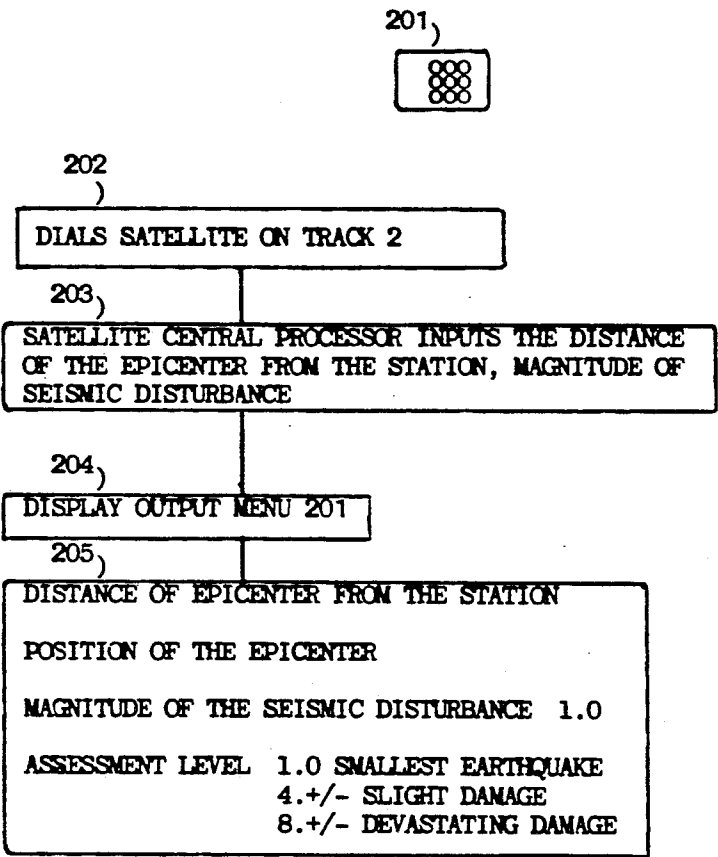 201
202
DIALS SATELLITE ON TRACK 2
203
SATELLITE CENTRAL PROCESSOR INPUTS THE DISTANCE
OF THE EPICENTER FROM THE STATION, MAGNITUDE OF
SEISMIC DISTURBANCE
204
DISPLAY OUTPUT MENU 201
205
DISTANCE OF EPICENTER FROM THE STATION
POSITION OF THE EPICENTER
MAGNITUDE OF THE SEISMIC DISTURBANCE 1.0
ASSESSMENT LEVEL 1.0 SMALLEST EARTHQUAKE
4.+/- SLIGHT DAMAGE
8.+/- DEVASTATING DAMAGE